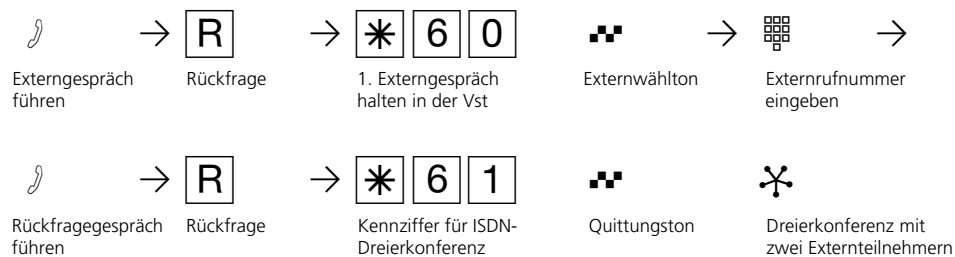 R * 6 0
Externgespräch Rückfrage 1. Externgespräch Externwählton Externrufnummer
führen halten in der Vst eingeben
R * 6 1
Rückfragegespräch Rückfrage Kennziffer für ISDN- Quittungston Dreierkonferenz mit
führen Dreierkonferenz zwei Externteilnehmern